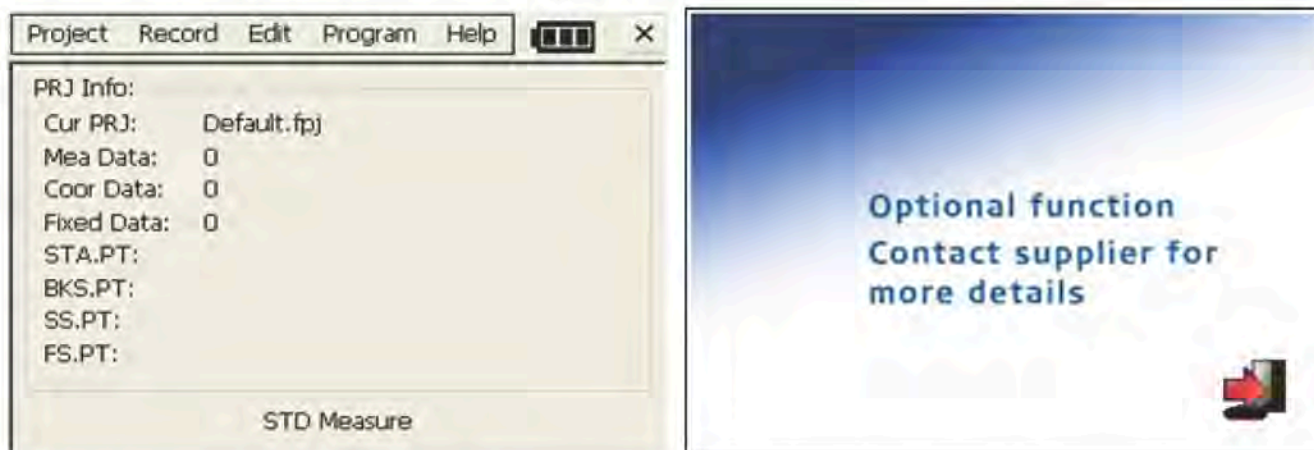 Project Record Edit Program Help
PRJ Info:
Cur PRJ: Default.fpj
Mea Data: 0
Coor Data: 0
Fixed Data: 0
STA.PT:
BKS.PT:
SS.PT:
FS.PT:
STD Measure
Optional function
Contact supplier for
more details